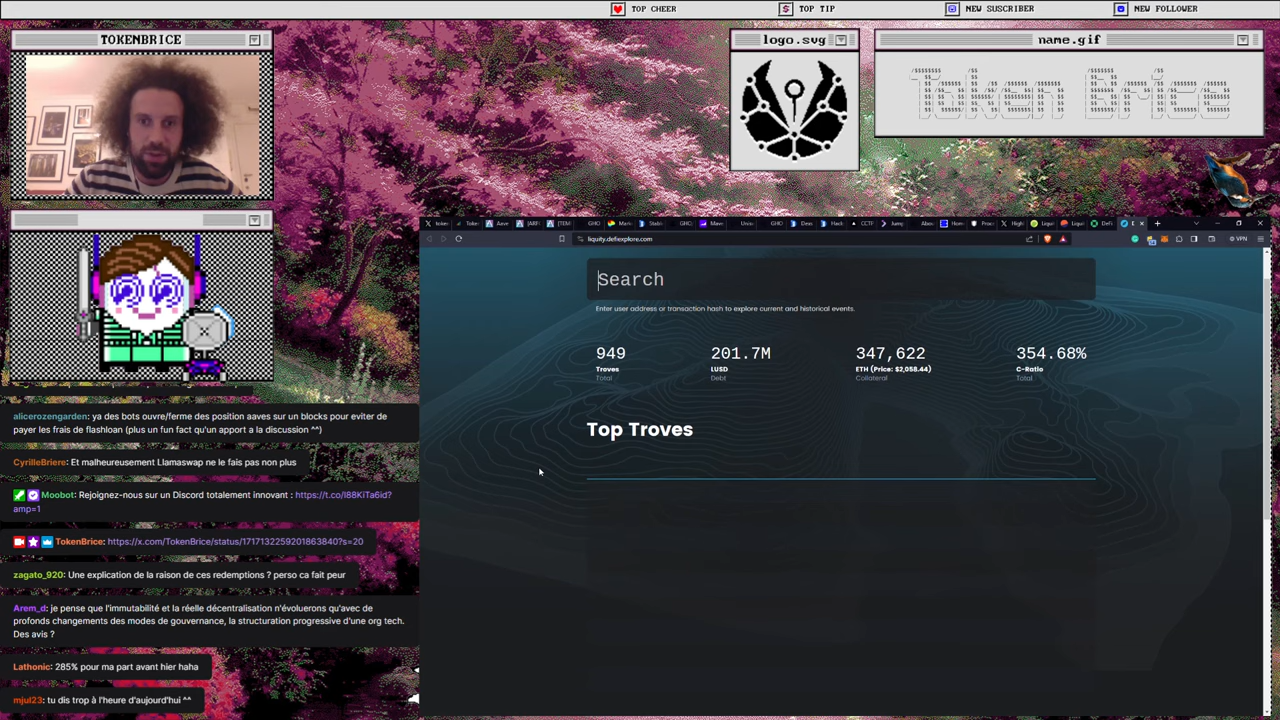 TOP CHEER
TOP TIP
NEW SUSCRIBER
NEW FOLLOWER
TOKENBRICE
logo.svg
name.gif
liquity.defiexplore.com
VPN
Search
Enter user address or transaction hash to explore current and historical events.
949
Troves
Total
201.7M
LUSD
Debt
347,622
ETH (Price: $2,058.44)
Collateral
354.68%
C-Ratio
Total
Top Troves
alicerozengarden: ya des bots ouvre/ferme des position aaves sur un blocks pour eviter de
payer les frais de flashloan (plus un fun fact qu'un apport a la discussion ^^)
CyrilleBriere: Et malheureusement Llamaswap ne le fais pas non plus
Moobot: Rejoignez-nous sur un Discord totalement innovant : https://t.co/l88KiTa6id?
amp=1
TokenBrice: https://x.com/TokenBrice/status/1717132259201863840?s=20
zagato_920: Une explication de la raison de ces redemptions ? perso ca fait peur
Arem_d: je pense que l'immutabilité et la réelle décentralisation n'évoluerons qu'avec de
profonds changements des modes de gouvernance, la structuration progressive d'une org tech.
Des avis ?
Lathonic: 285% pour ma part avant hier haha
mjul23: tu dis trop à l'heure d'aujourd'hui ^^